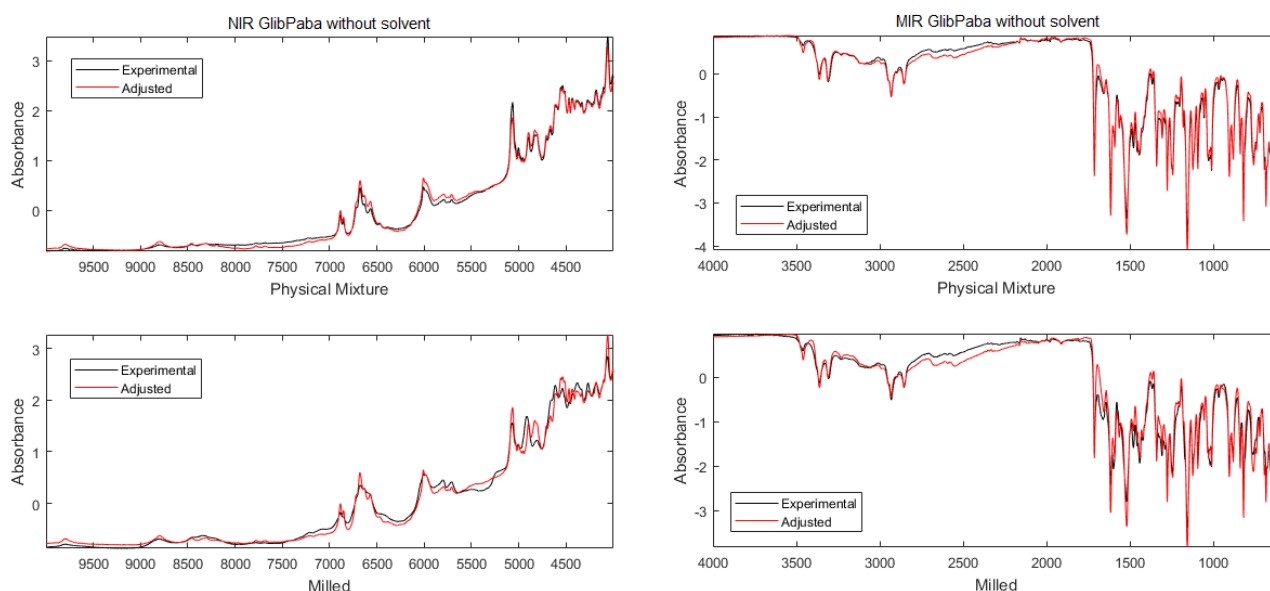 NIR GlibPaba without solvent
3
2
1
0
Absorbance
Experimental
Adjusted
9500 9000 8500 8000 7500 7000 6500 6000 5500 5000 4500
Physical Mixture
MIR GlibPaba without solvent
0
-1
-2
-3
-4
Absorbance
Experimental
Adjusted
4000 3500 3000 2500 2000 1500 1000
Physical Mixture
3
2
1
0
Absorbance
Experimental
Adjusted
9500 9000 8500 8000 7500 7000 6500 6000 5500 5000 4500
Milled
0
-1
-2
-3
Absorbance
Experimental
Adjusted
4000 3500 3000 2500 2000 1500 1000
Milled